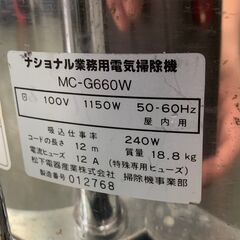 ナショナル業務用電気掃除機
MC-G660W
100V 1150W 50-60Hz
屋内用
吸込仕事率 240W
コードの長さ 12m 質量 18.8kg
電流ヒューズ 12A (特殊専用ヒューズ)
松下電器産業株式会社 掃除機事業部
製造番号 012768